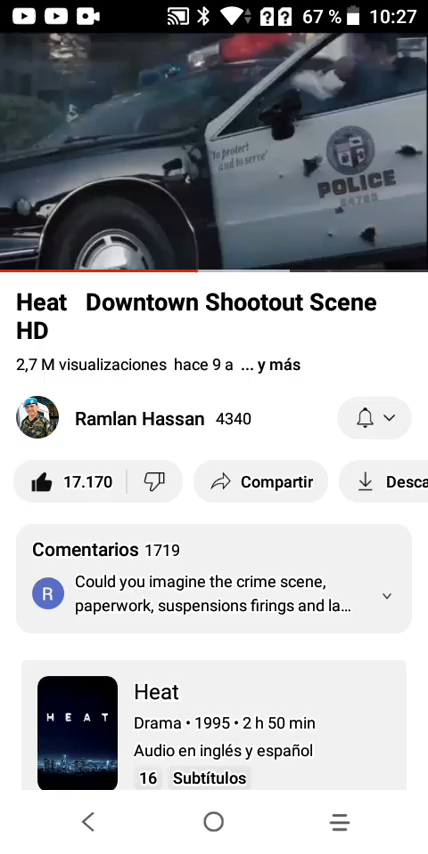 67 % 10:27
"to protect
and to serve"
POLICE
Heat Downtown Shootout Scene
HD
2,7 M visualizaciones hace 9 a ... y más
Ramlan Hassan 4340
17.170
Compartir
Desca
Comentarios 1719
R
Could you imagine the crime scene,
paperwork, suspensions firings and la...
HEAT
Heat
Drama • 1995 • 2 h 50 min
Audio en inglés y español
16 Subtítulos